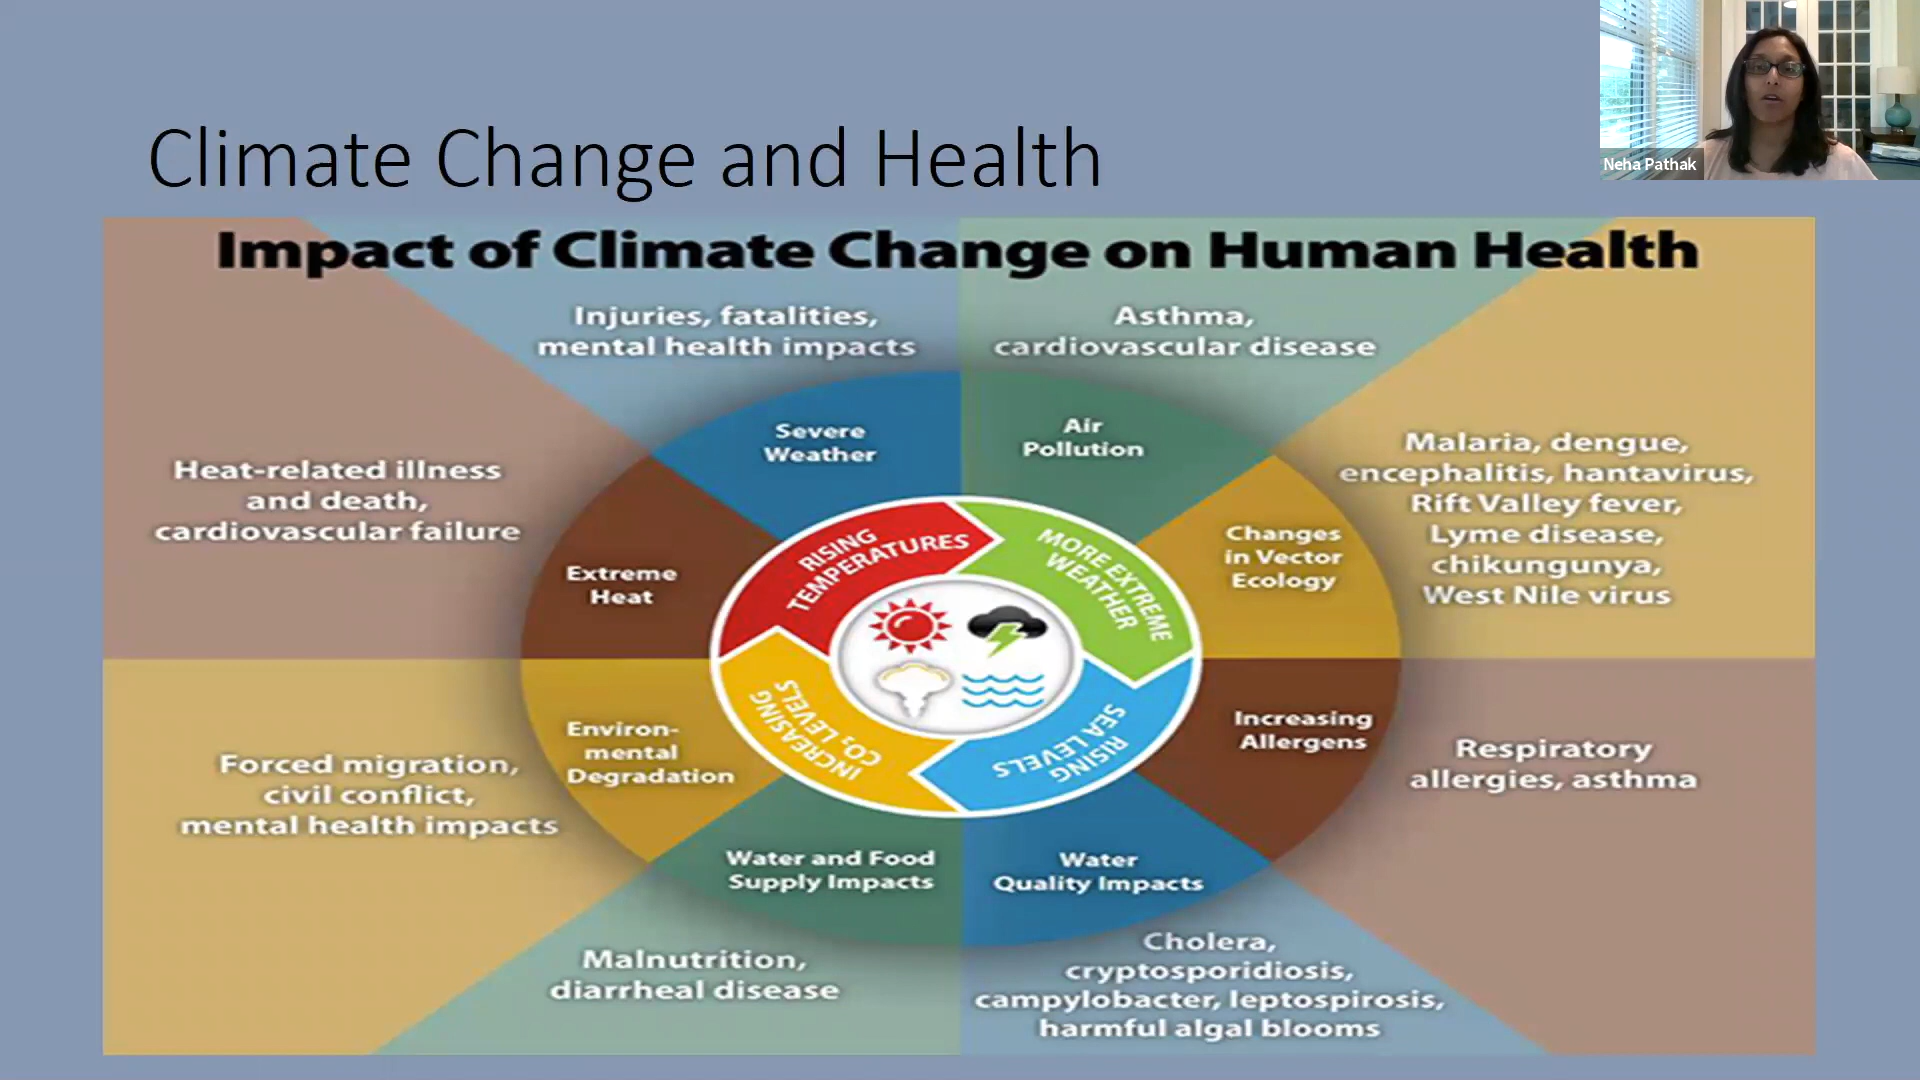 Neha Pathak
Climate Change and Health
Impact of Climate Change on Human Health
Injuries, fatalities,
mental health impacts
Asthma,
cardiovascular disease
Severe
Weather
Air
Pollution
Malaria, dengue,
encephalitis, hantavirus,
Rift Valley fever,
Lyme disease,
chikungunya,
West Nile virus
Heat-related illness
and death,
cardiovascular failure
Changes
in Vector
Ecology
Extreme
Heat
RISING
TEMPERATURES
MORE EXTREME
WEATHER
INCREASING
CO₂ LEVELS
RISING
SEA LEVELS
Increasing
Allergens
Environ-
mental
Degradation
Respiratory
allergies, asthma
Forced migration,
civil conflict,
mental health impacts
Water and Food
Supply Impacts
Water
Quality Impacts
Malnutrition,
diarrheal disease
Cholera,
cryptosporidiosis,
campylobacter, leptospirosis,
harmful algal blooms